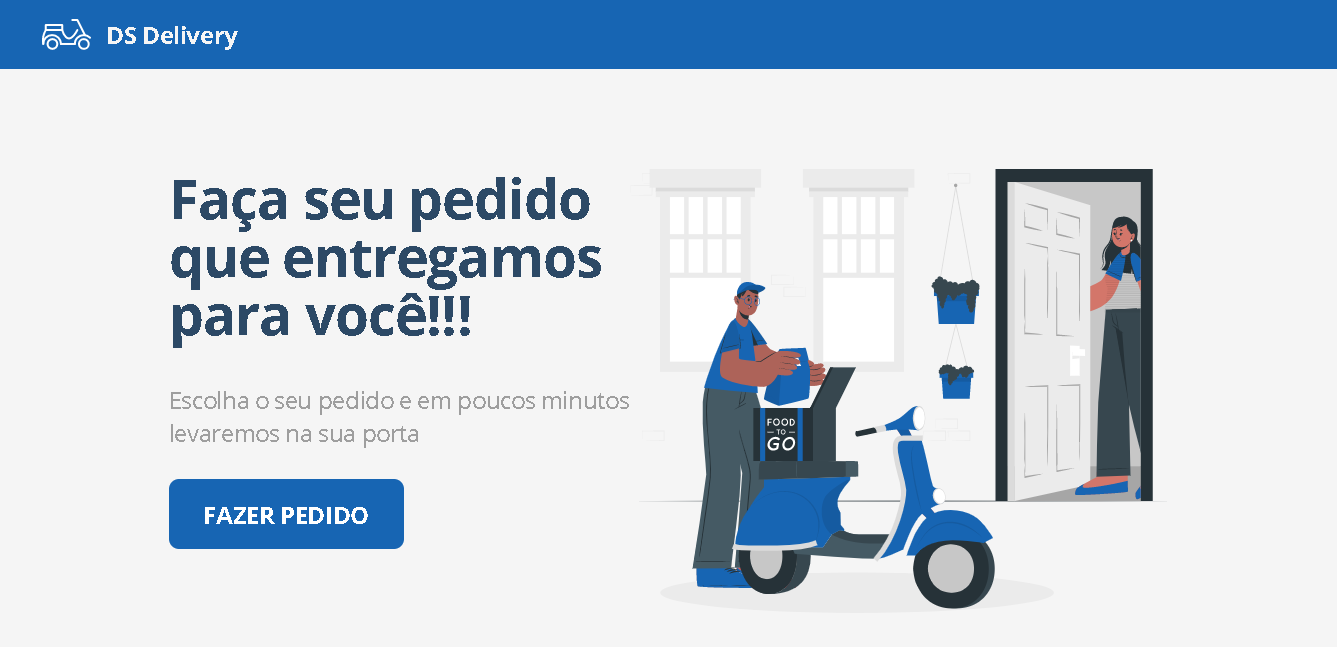 DS Delivery
Faça seu pedido
que entregamos
para você!!!
Escolha o seu pedido e em poucos minutos
levaremos na sua porta
FAZER PEDIDO
FOOD
TO
GO